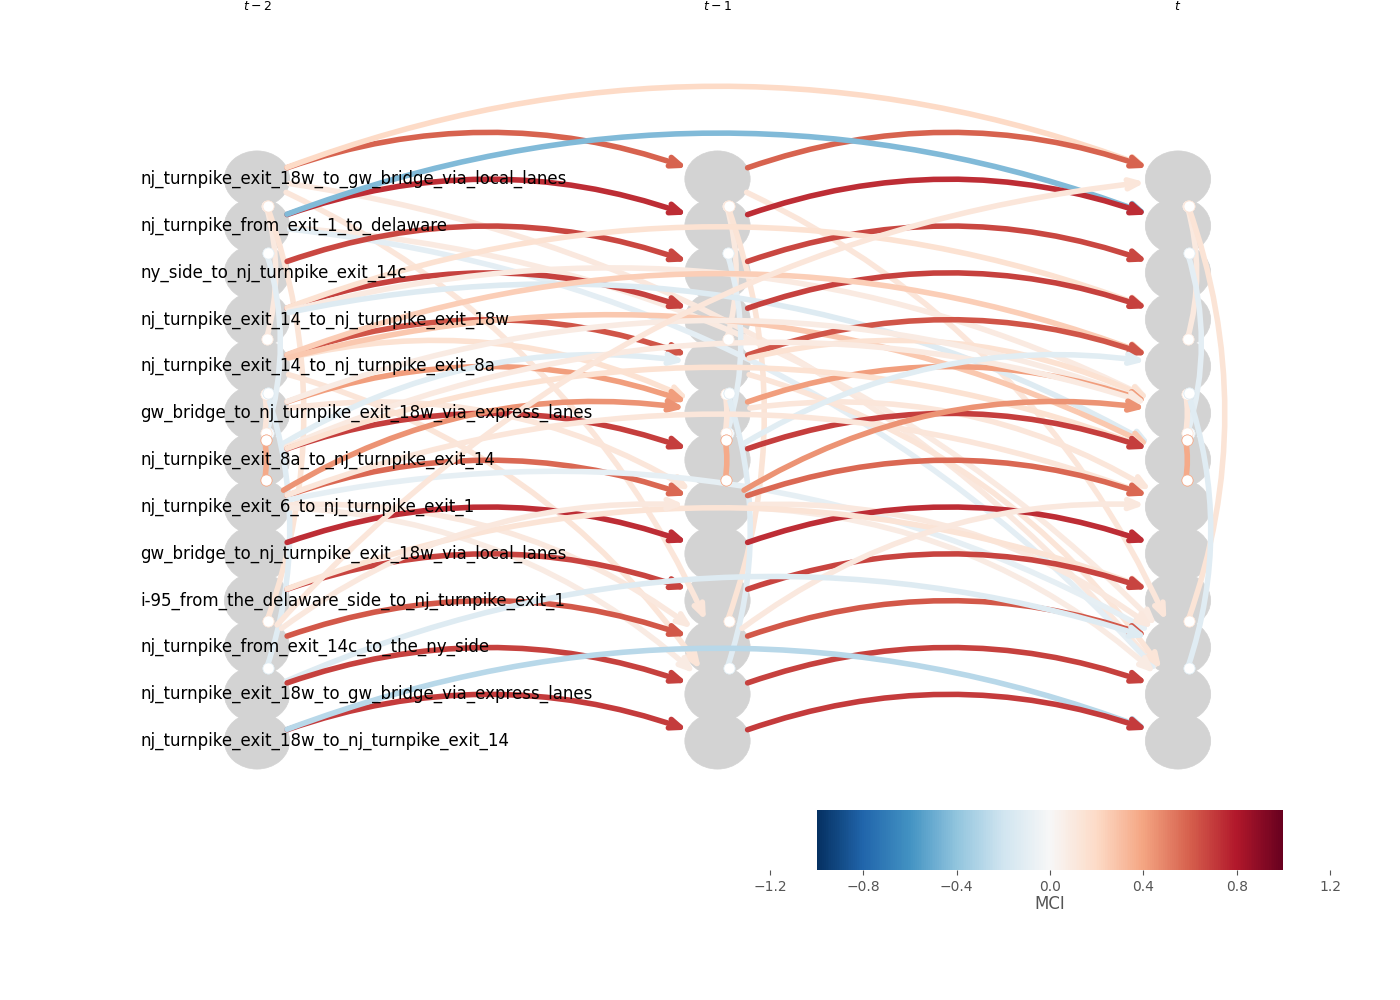 t − 2 t − 1 t
nj_turnpike_exit_18w_to_gw_bridge_via_local_lanes
nj_turnpike_from_exit_1_to_delaware
ny_side_to_nj_turnpike_exit_14c
nj_turnpike_exit_14_to_nj_turnpike_exit_18w
nj_turnpike_exit_14_to_nj_turnpike_exit_8a
gw_bridge_to_nj_turnpike_exit_18w_via_express_lanes
nj_turnpike_exit_8a_to_nj_turnpike_exit_14
nj_turnpike_exit_6_to_nj_turnpike_exit_1
gw_bridge_to_nj_turnpike_exit_18w_via_local_lanes
i-95_from_the_delaware_side_to_nj_turnpike_exit_1
nj_turnpike_from_exit_14c_to_the_ny_side
nj_turnpike_exit_18w_to_gw_bridge_via_express_lanes
nj_turnpike_exit_18w_to_nj_turnpike_exit_14
−1.2 −0.8 −0.4 0.0 0.4 0.8 1.2
MCI